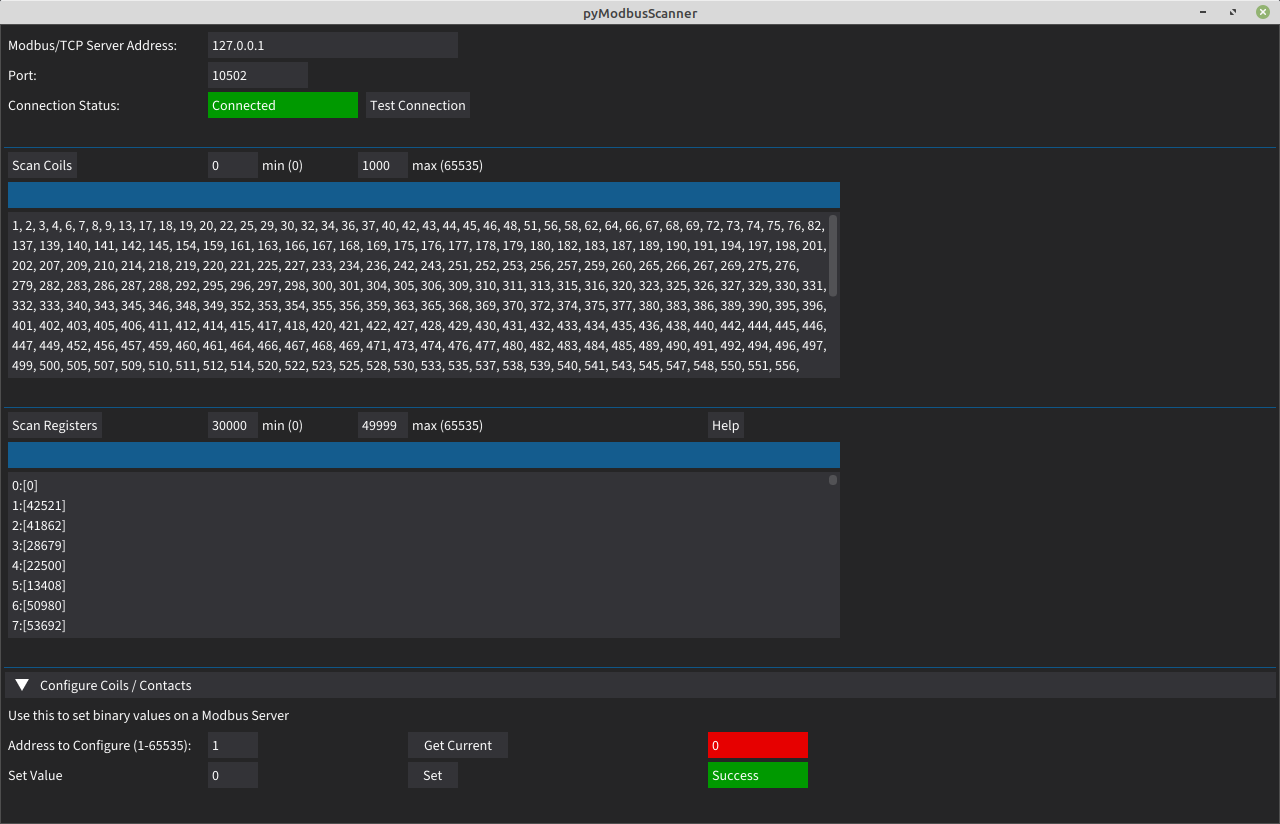 pyModbusScanner
Modbus/TCP Server Address: 127.0.0.1
Port: 10502
Connection Status: Connected Test Connection
Scan Coils 0 min (0) 1000 max (65535)
1, 2, 3, 4, 6, 7, 8, 9, 13, 17, 18, 19, 20, 22, 25, 29, 30, 32, 34, 36, 37, 40, 42, 43, 44, 45, 46, 48, 51, 56, 58, 62, 64, 66, 67, 68, 69, 72, 73, 74, 75, 76, 82,
137, 139, 140, 141, 142, 145, 154, 159, 161, 163, 166, 167, 168, 169, 175, 176, 177, 178, 179, 180, 182, 183, 187, 189, 190, 191, 194, 197, 198, 201,
202, 207, 209, 210, 214, 218, 219, 220, 221, 225, 227, 233, 234, 236, 242, 243, 251, 252, 253, 256, 257, 259, 260, 265, 266, 267, 269, 275, 276,
279, 282, 283, 286, 287, 288, 292, 295, 296, 297, 298, 300, 301, 304, 305, 306, 309, 310, 311, 313, 315, 316, 320, 323, 325, 326, 327, 329, 330, 331,
332, 333, 340, 343, 345, 346, 348, 349, 352, 353, 354, 355, 356, 359, 363, 365, 368, 369, 370, 372, 374, 375, 377, 380, 383, 386, 389, 390, 395, 396,
401, 402, 403, 405, 406, 411, 412, 414, 415, 417, 418, 420, 421, 422, 427, 428, 429, 430, 431, 432, 433, 434, 435, 436, 438, 440, 442, 444, 445, 446,
447, 449, 452, 456, 457, 459, 460, 461, 464, 466, 467, 468, 469, 471, 473, 474, 476, 477, 480, 482, 483, 484, 485, 489, 490, 491, 492, 494, 496, 497,
499, 500, 505, 507, 509, 510, 511, 512, 514, 520, 522, 523, 525, 528, 530, 533, 535, 537, 538, 539, 540, 541, 543, 545, 547, 548, 550, 551, 556,
Scan Registers 30000 min (0) 49999 max (65535) Help
0:[0]
1:[42521]
2:[41862]
3:[28679]
4:[22500]
5:[13408]
6:[50980]
7:[53692]
Configure Coils / Contacts
Use this to set binary values on a Modbus Server
Address to Configure (1-65535): 1 Get Current 0
Set Value 0 Set Success